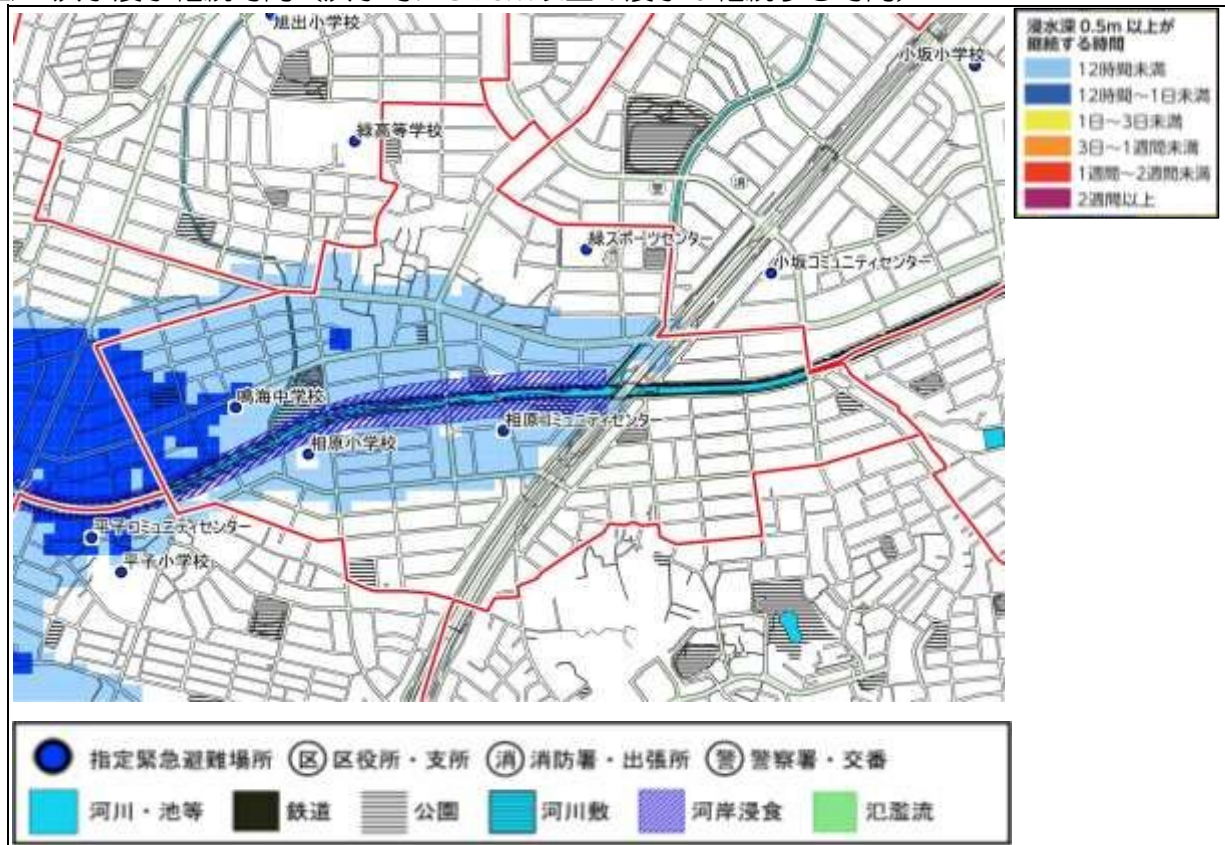 浸水深 0.5m 以上が
継続する時間
12時間未満
12時間～1日未満
1日～3日未満
3日～1週間未満
1週間～2週間未満
2週間以上
旭出小学校
小坂小学校
緑高等学校
警
消
緑スポーツセンター
小坂コミュニティセンター
鳴海中学校
相原コミュニティセンター
相原小学校
平子コミュニティセンター
平子小学校
指定緊急避難場所 区 区役所・支所 消 消防署・出張所 警 警察署・交番
河川・池等 鉄道 公園 河川敷 河岸浸食 氾濫流